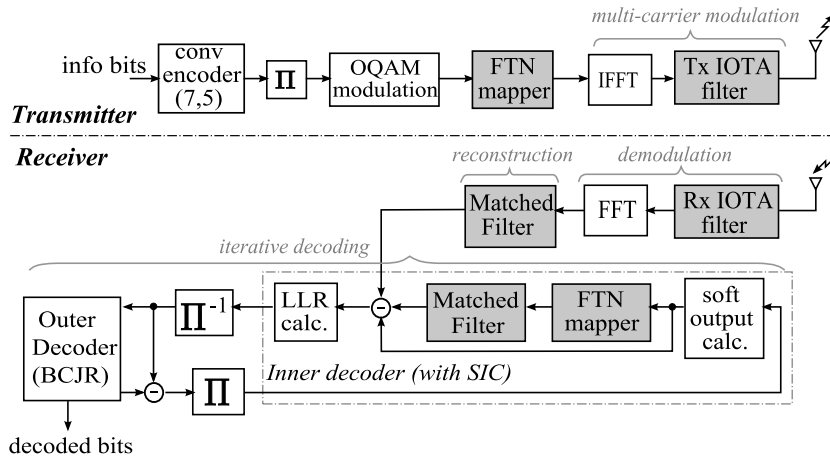 multi-carrier modulation
info bits
conv
encoder
(7,5)
Π
OQAM
modulation
FTN
mapper
IFFT
Tx IOTA
filter
Transmitter
Receiver
reconstruction
demodulation
Matched
Filter
FFT
Rx IOTA
filter
iterative decoding
Outer
Decoder
(BCJR)
Π⁻¹
LLR
calc.
−
Matched
Filter
FTN
mapper
soft
output
calc.
Inner decoder (with SIC)
−
Π
decoded bits